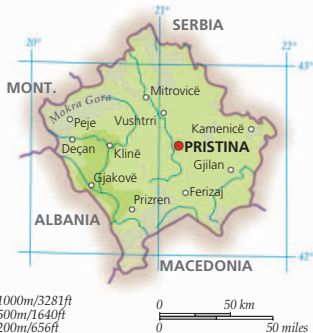 23°
SERBIA
20°
22°
43°
MONT.
Mitrovicë
Mokra Gora
Vushtrri
Peje
Kamenicë
Deçan
Klinë
PRISTINA
Gjilan
Gjakovë
Prizren
Ferizaj
ALBANIA
42°
MACEDONIA
1000m/3281ft
500m/1640ft
200m/656ft
0 50 km
0 50 miles